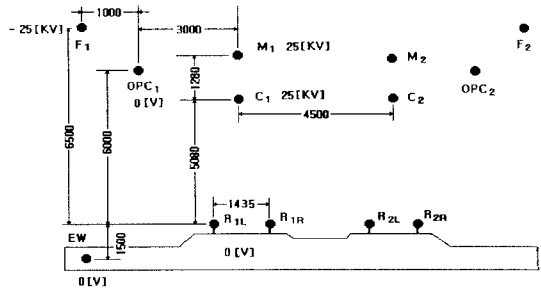 1000
3000
- 25[KV]
F1
F2
M1 25[KV]
M2
OPC1
0[V]
OPC2
1280
C1 25[KV]
C2
4500
6500
6000
5080
1435
R1L
R1R
R2L
R2R
EW
1500
0[V]
0[V]